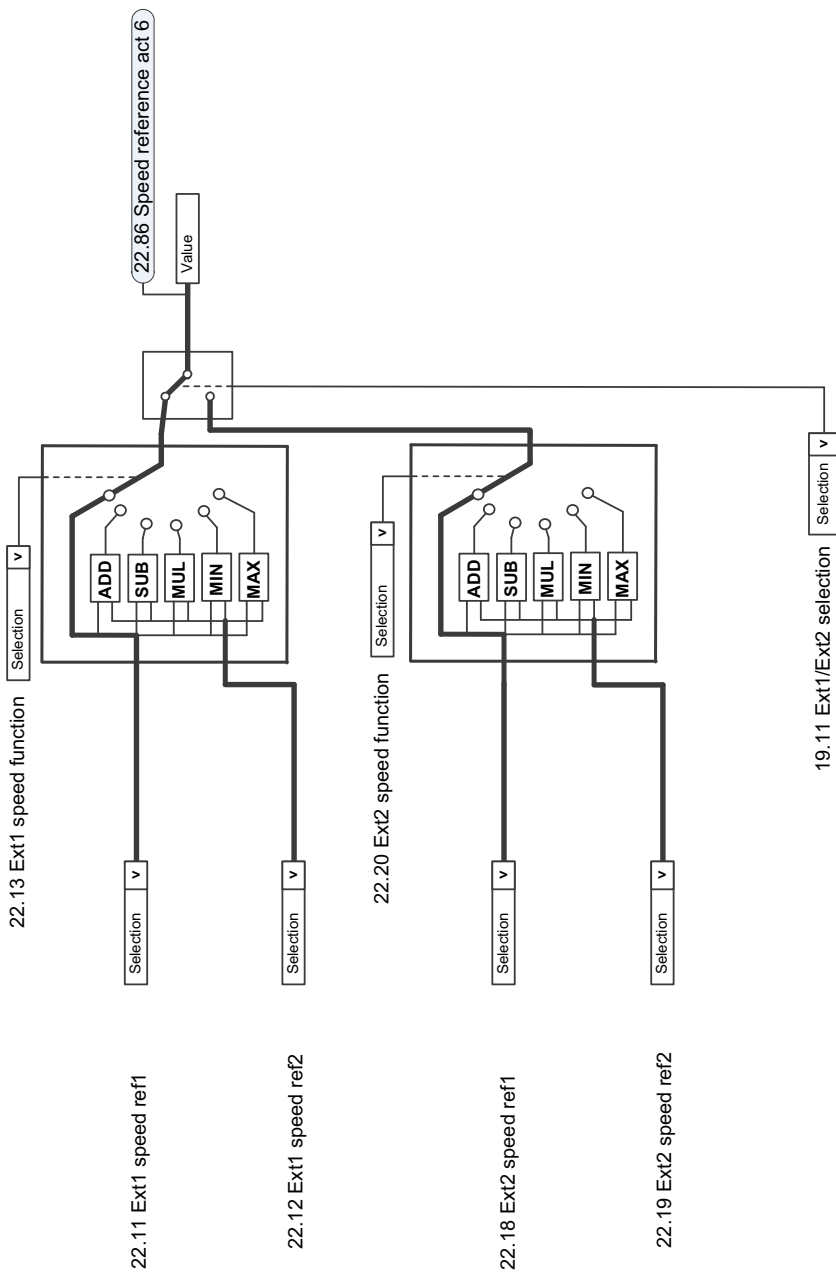 22.86 Speed reference act 6
Value
22.13 Ext1 speed function
Selection v
ADD
SUB
MUL
MIN
MAX
22.11 Ext1 speed ref1
Selection v
22.12 Ext1 speed ref2
Selection v
22.20 Ext2 speed function
Selection v
ADD
SUB
MUL
MIN
MAX
22.18 Ext2 speed ref1
Selection v
22.19 Ext2 speed ref2
Selection v
19.11 Ext1/Ext2 selection
Selection v